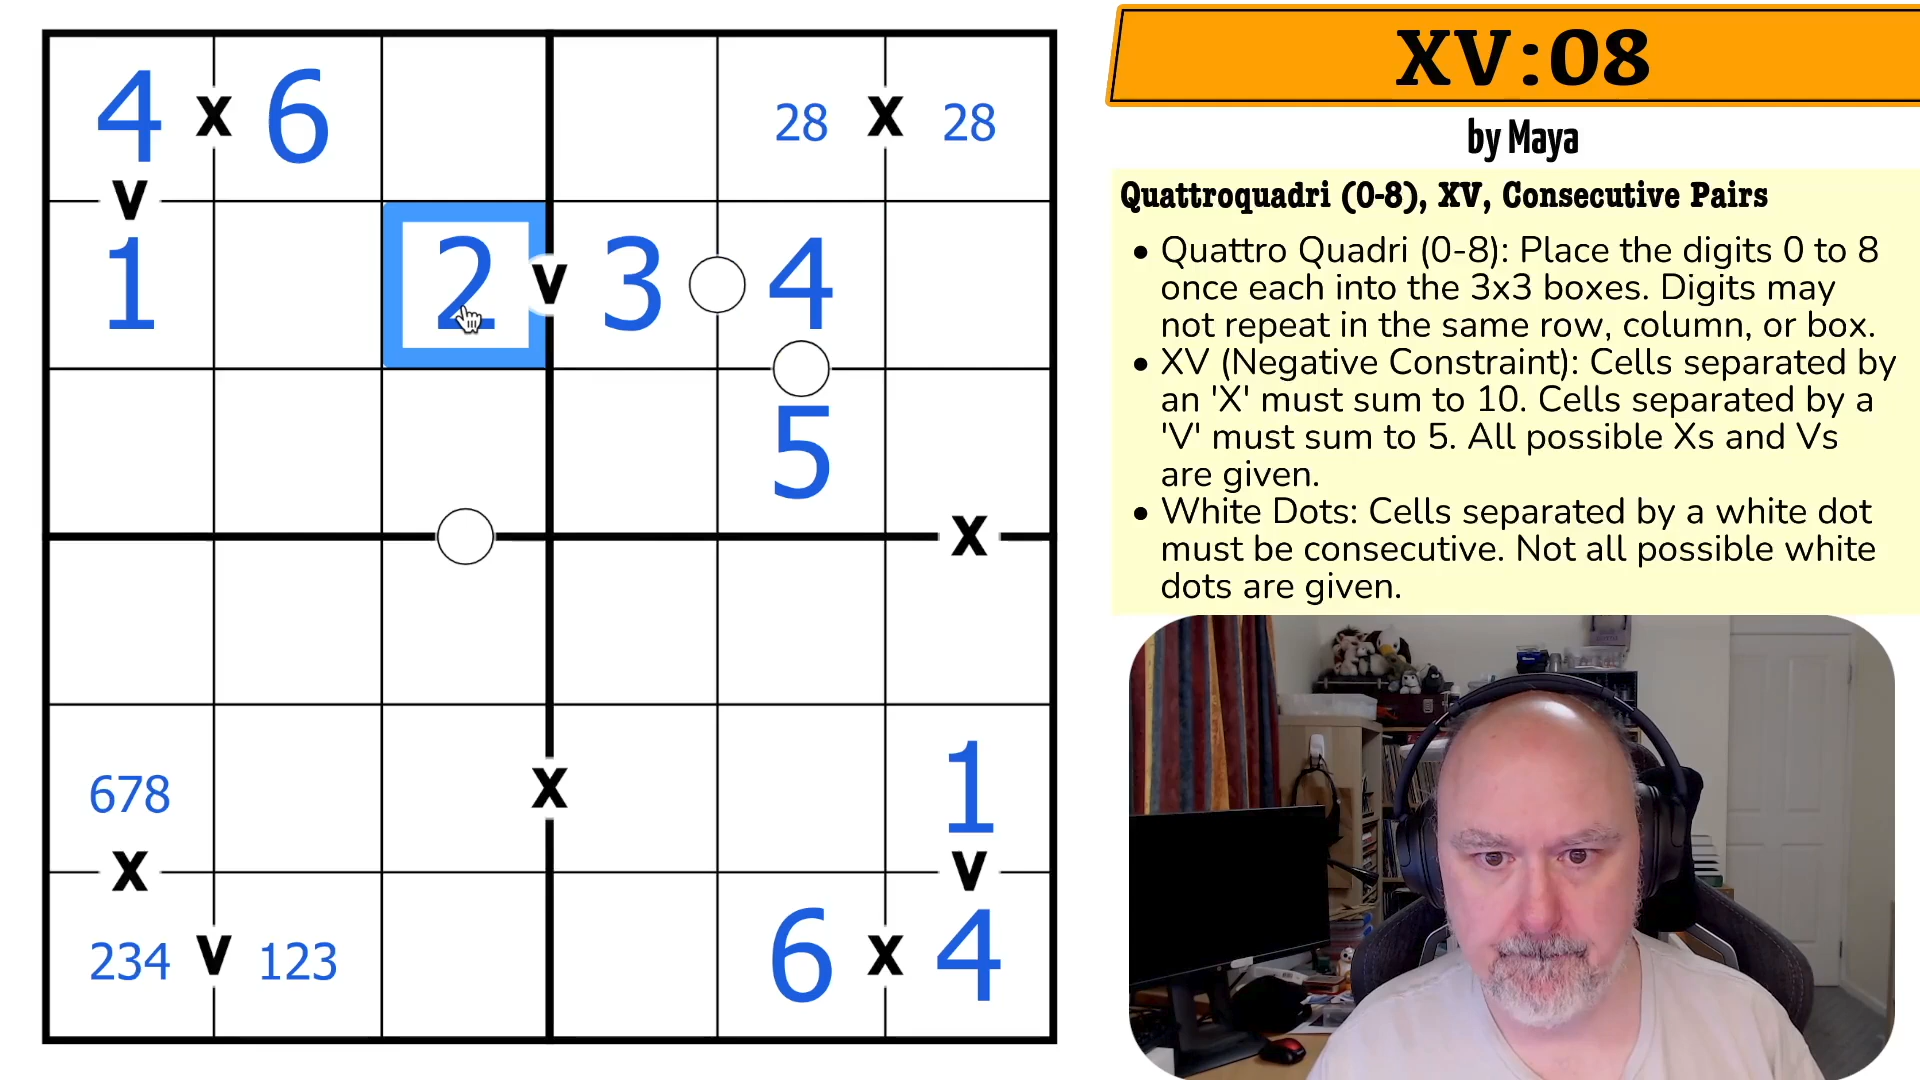 XV:08
by Maya
Quattroquadri (0-8), XV, Consecutive Pairs
• Quattro Quadri (0-8): Place the digits 0 to 8
once each into the 3x3 boxes. Digits may
not repeat in the same row, column, or box.
• XV (Negative Constraint): Cells separated by
an 'X' must sum to 10. Cells separated by a
'V' must sum to 5. All possible Xs and Vs
are given.
• White Dots: Cells separated by a white dot
must be consecutive. Not all possible white
dots are given.
4 X 6 28 X 28
V
1 2 V 3 4
5
X
678 X 1
X V
234 V 123 6 X 4